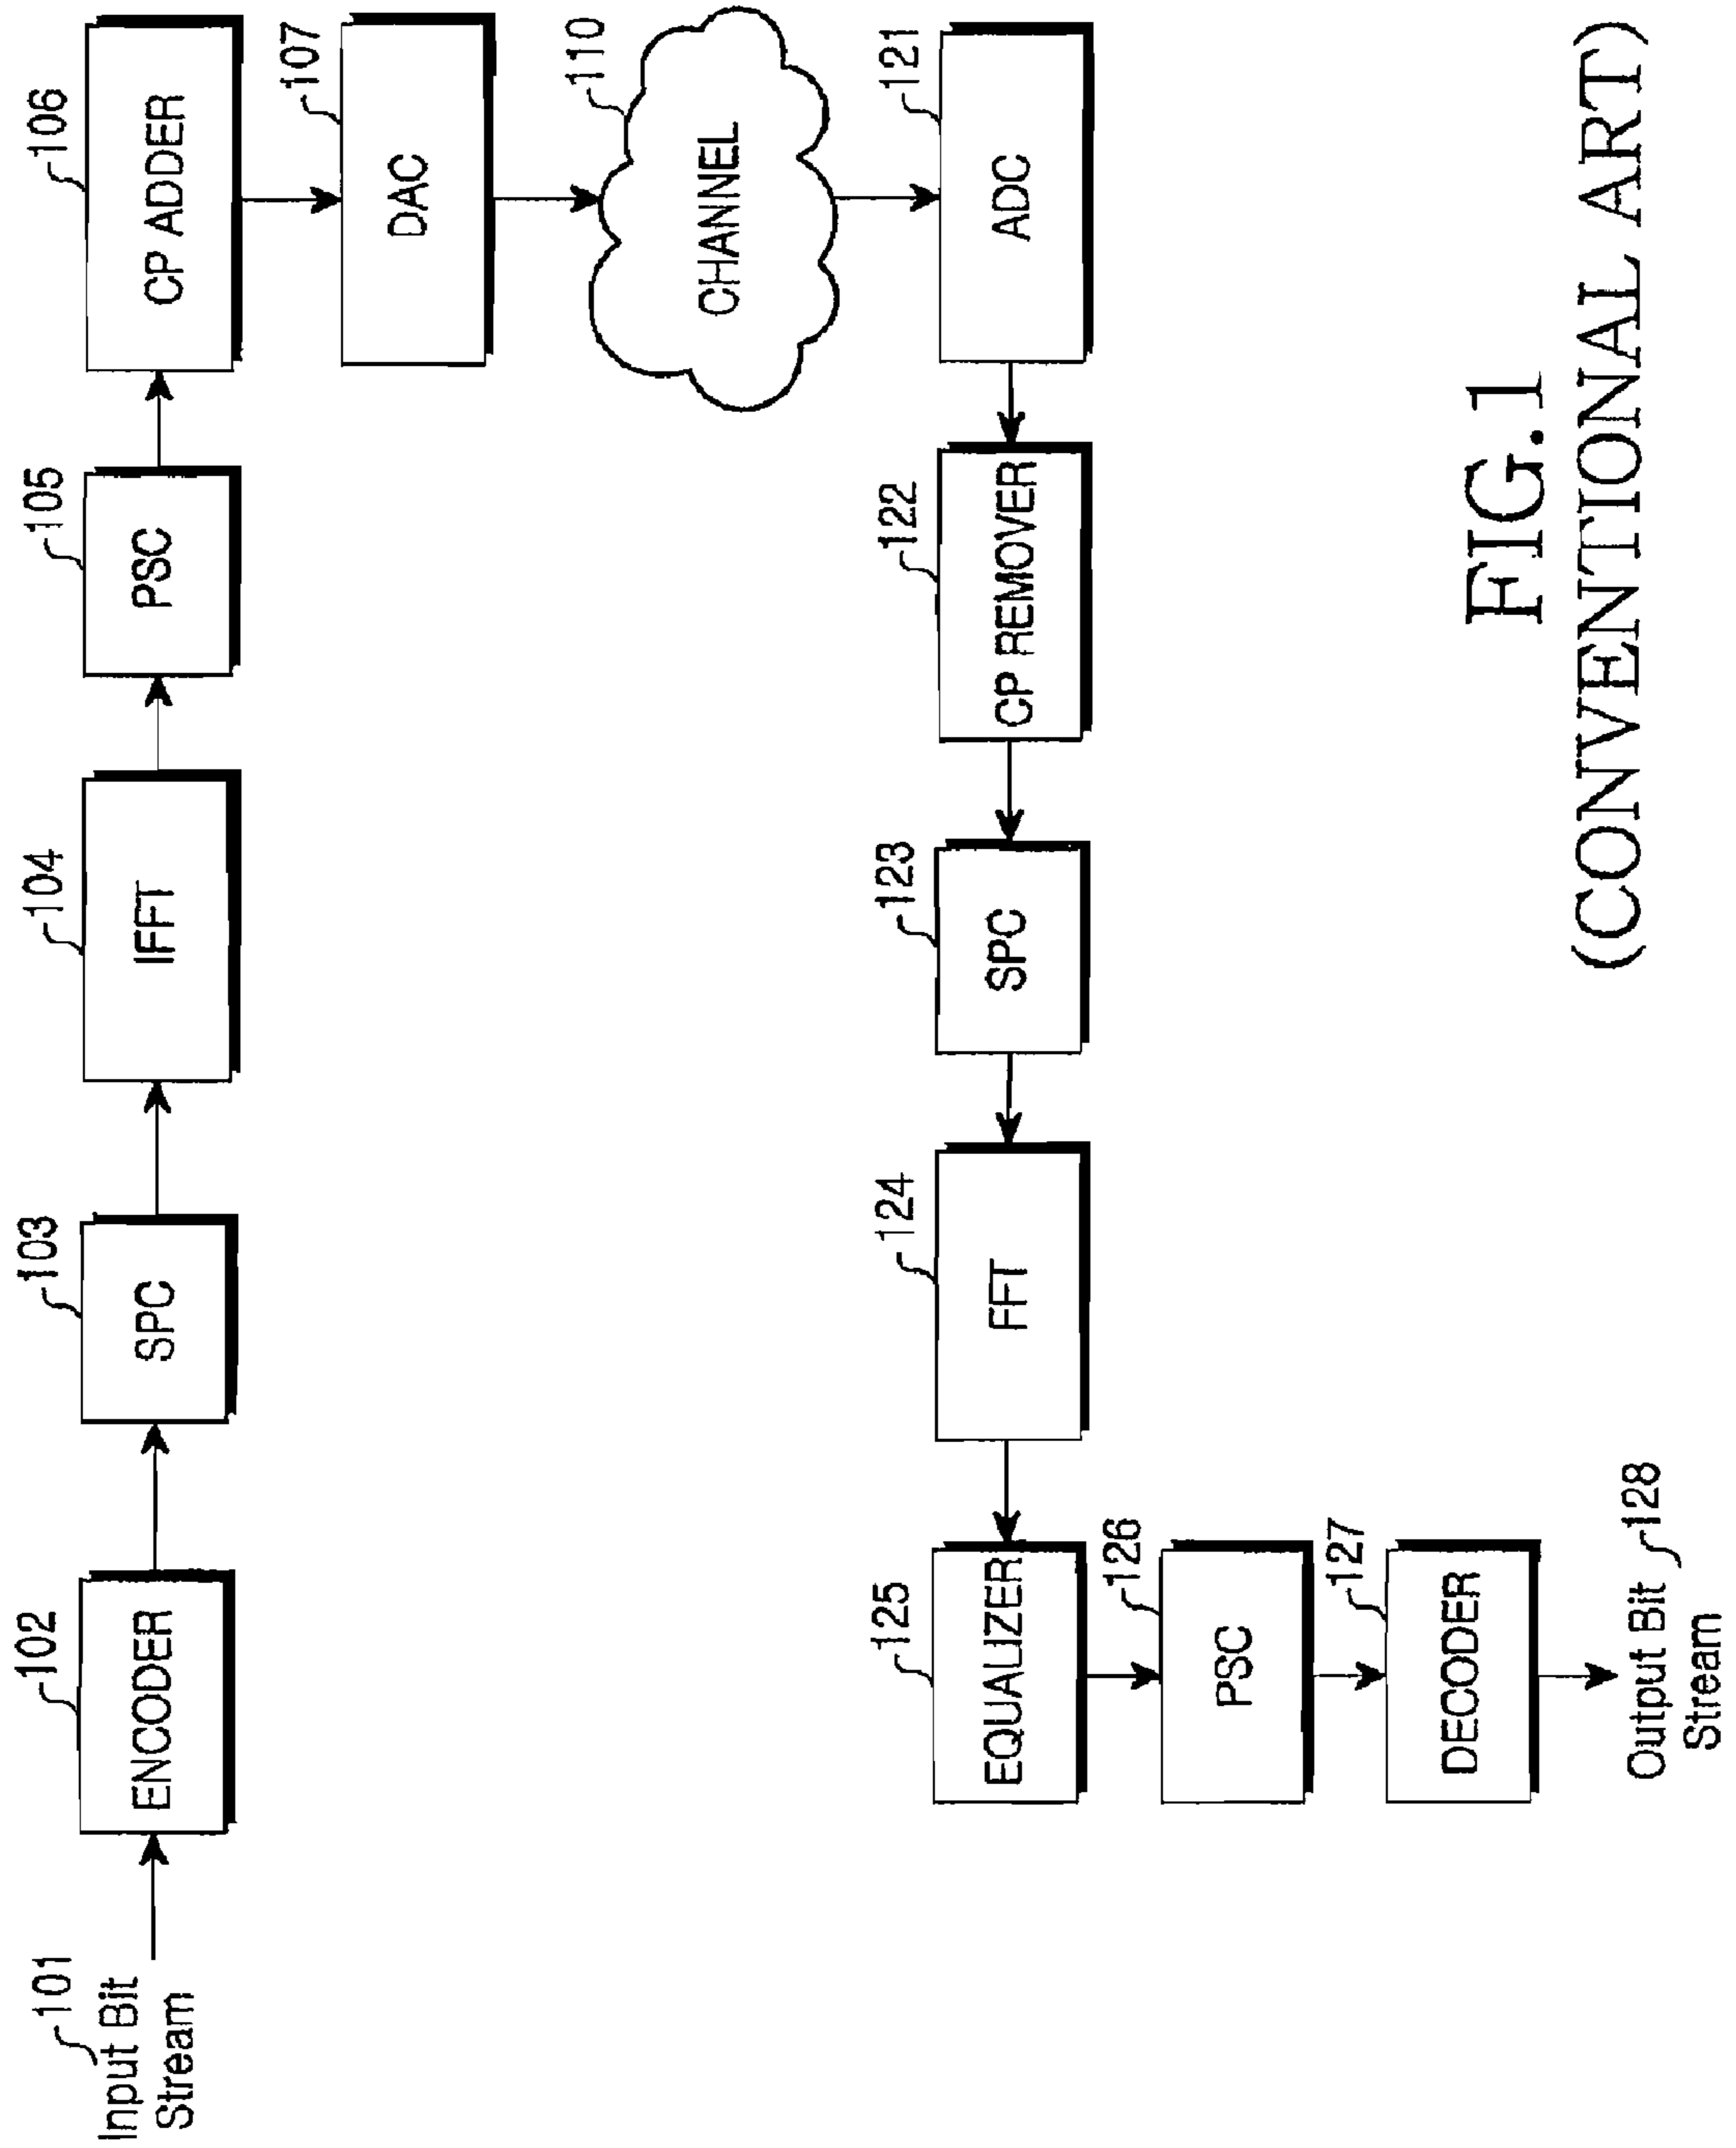 101
Input Bit
Stream
102
ENCODER
103
SPC
104
IFFT
105
PSC
106
CP ADDER
107
DAC
110
CHANNEL
121
ADC
122
CP REMOVER
123
SPC
124
FFT
125
EQUALIZER
126
PSC
127
DECODER
Output Bit 128
Stream
FIG.1
(CONVENTIONAL ART)